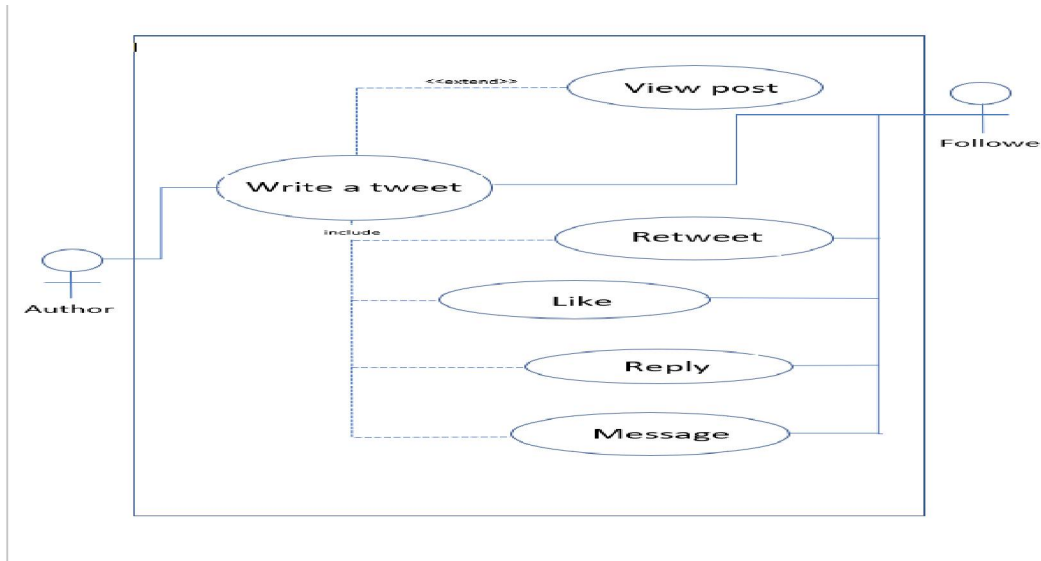 <<extend>>
View post
Followe
Write a tweet
include
Retweet
Author
Like
Reply
Message